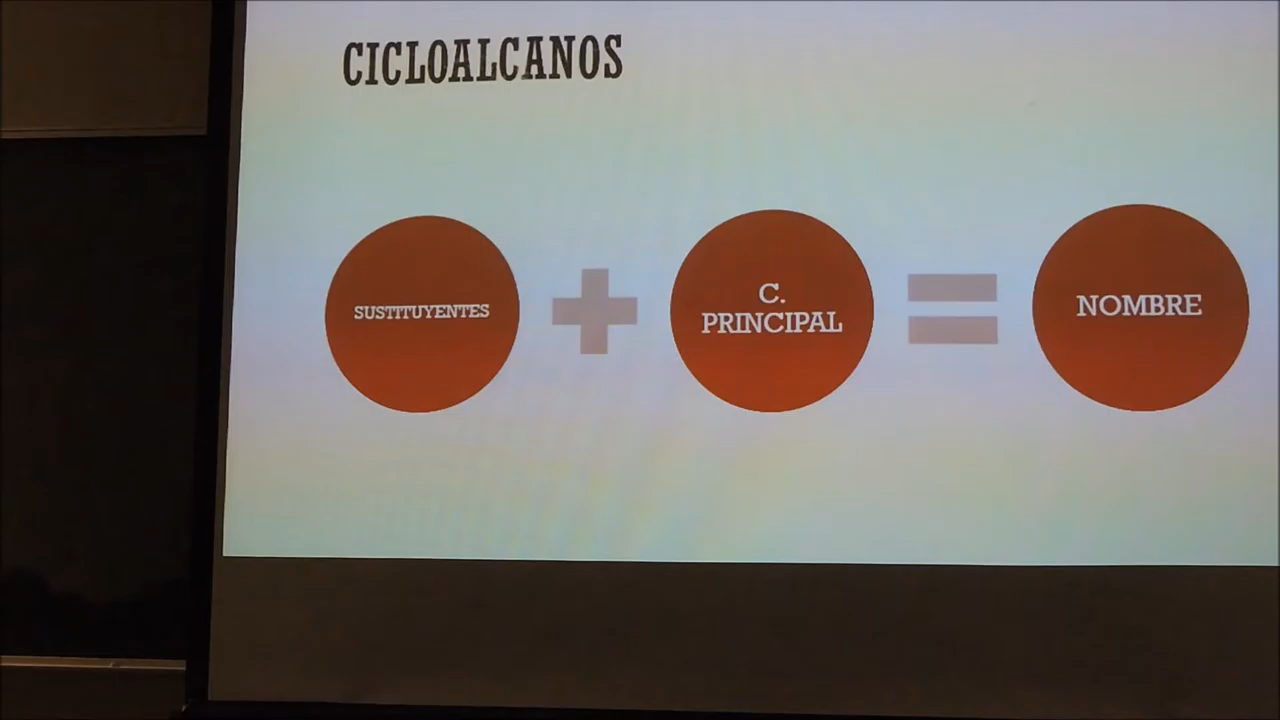 CICLOALCANOS
SUSTITUYENTES
C.
PRINCIPAL
NOMBRE